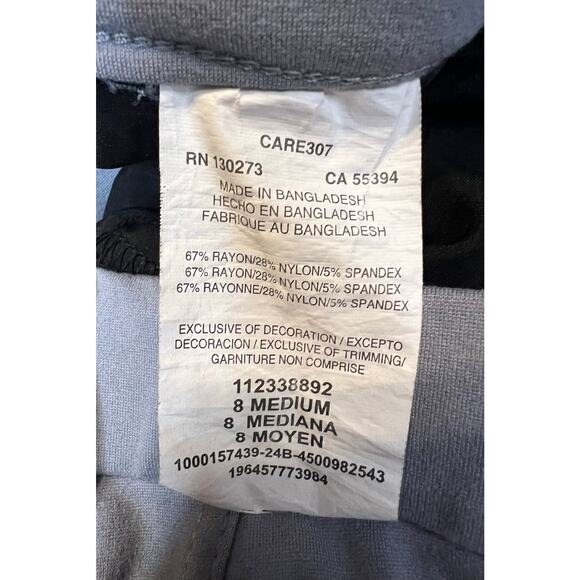 CARE307
RN 130273 CA 55394
MADE IN BANGLADESH
HECHO EN BANGLADESH
FABRIQUE AU BANGLADESH
67% RAYON/28% NYLON/5% SPANDEX
67% RAYON/28% NYLON/5% SPANDEX
67% RAYONNE/28% NYLON/5% SPANDEX
EXCLUSIVE OF DECORATION / EXCEPTO
DECORACION / EXCLUSIVE OF TRIMMING/
GARNITURE NON COMPRISE
112338892
8 MEDIUM
8 MEDIANA
8 MOYEN
1000157439-24B-4500982543
196457773984